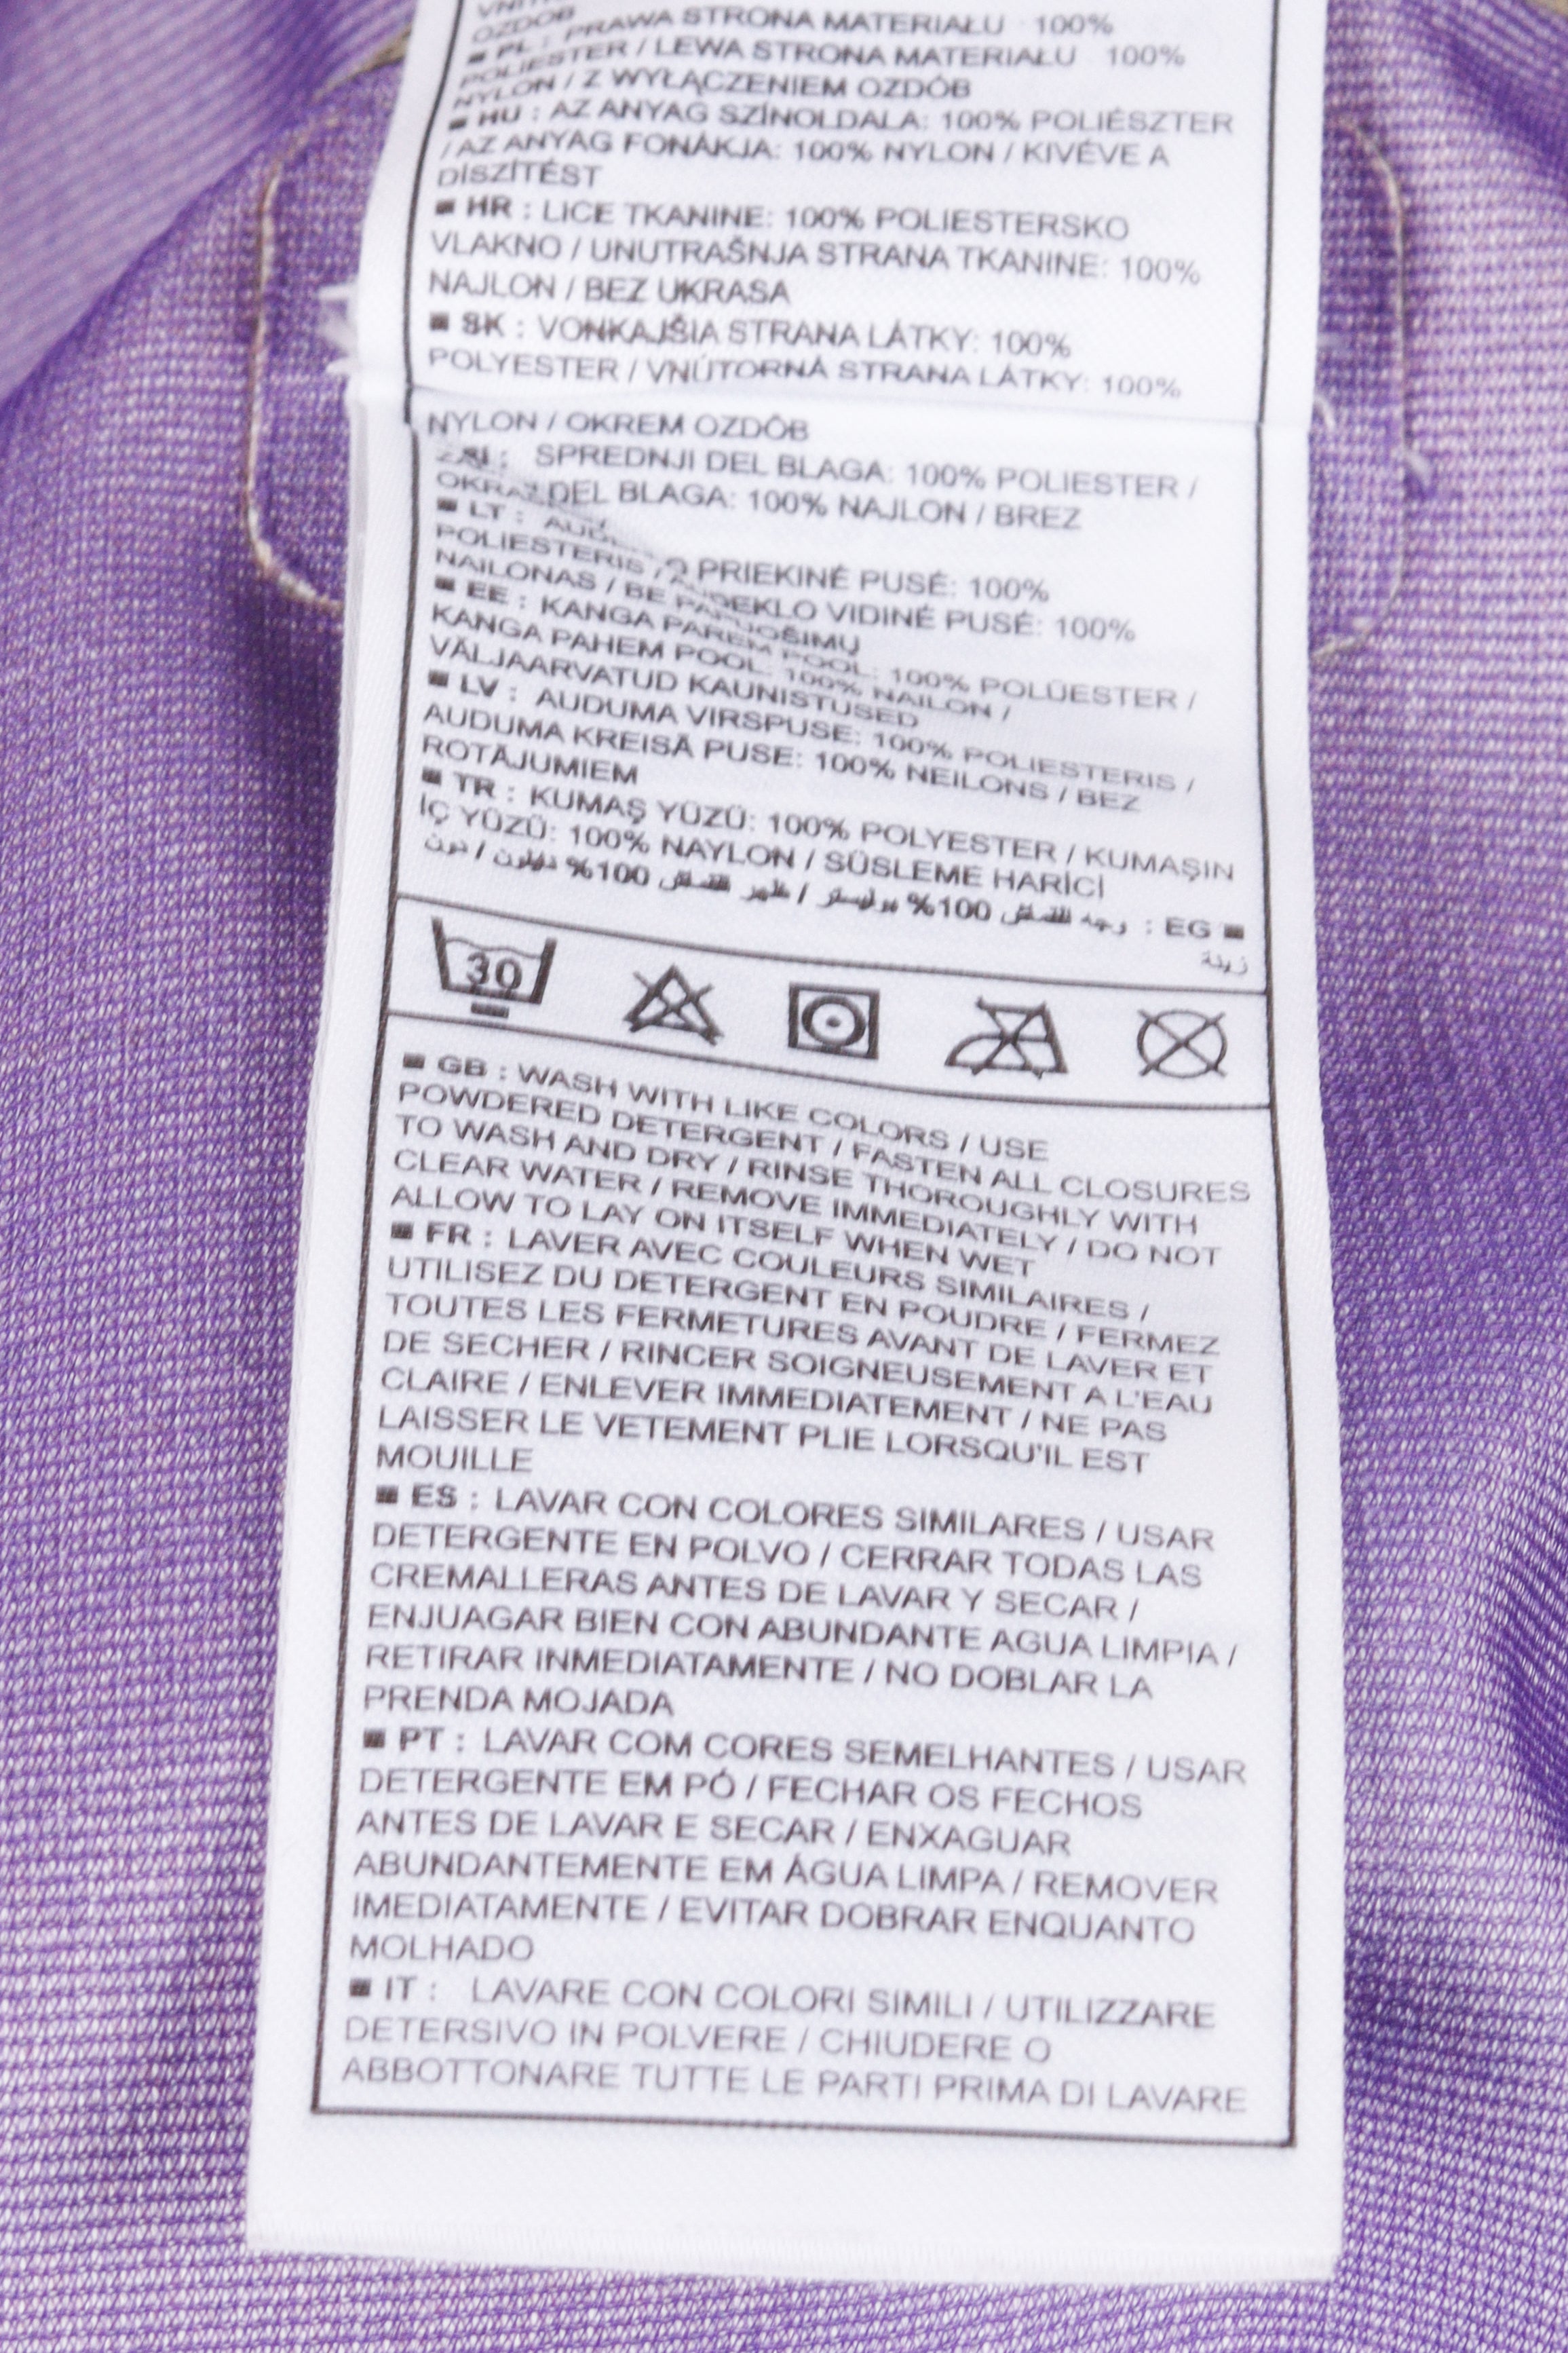 OZDÓB
■ PL : PRAWA STRONA MATERIAŁU 100%
POLIESTER / LEWA STRONA MATERIAŁU 100%
NYLON / Z WYŁĄCZENIEM OZDÓB
■ HU : AZ ANYAG SZÍNOLDALA: 100% POLIÉSZTER
/ AZ ANYAG FONÁKJA: 100% NYLON / KIVÉVE A
DÍSZÍTÉST
■ HR : LICE TKANINE: 100% POLIESTERSKO
VLAKNO / UNUTRAŠNJA STRANA TKANINE: 100%
NAJLON / BEZ UKRASA
■ SK : VONKAJŠIA STRANA LÁTKY: 100%
POLYESTER / VNÚTORNÁ STRANA LÁTKY: 100%
NYLON / OKREM OZDÔB
SPREDNJI DEL BLAGA: 100% POLIESTER /
DEL BLAGA: 100% NAJLON / BREZ
■ LT : PRIEKINĖ PUSĖ: 100%
POLIESTERIS / VIDINĖ PUSĖ: 100%
NAILONAS / BE
■ EE : KANGA PAREM POOL: 100% POLÜESTER /
KANGA PAHEM POOL: 100% NAILON /
VÄLJAARVATUD KAUNISTUSED
■ LV : AUDUMA VIRSPUSE: 100% POLIESTERIS /
AUDUMA KREISĀ PUSE: 100% NEILONS / BEZ
ROTĀJUMIEM
■ TR : KUMAŞ YÜZÜ: 100% POLYESTER / KUMAŞIN
İÇ YÜZÜ: 100% NAYLON / SÜSLEME HARİCİ
■ EG : وجه القماش 100% بوليستر / ظهر القماش 100% نايلون / دون
زينة
30
■ GB : WASH WITH LIKE COLORS / USE
POWDERED DETERGENT / FASTEN ALL CLOSURES
TO WASH AND DRY / RINSE THOROUGHLY WITH
CLEAR WATER / REMOVE IMMEDIATELY / DO NOT
ALLOW TO LAY ON ITSELF WHEN WET
■ FR : LAVER AVEC COULEURS SIMILAIRES /
UTILISEZ DU DETERGENT EN POUDRE / FERMEZ
TOUTES LES FERMETURES AVANT DE LAVER ET
DE SECHER / RINCER SOIGNEUSEMENT A L'EAU
CLAIRE / ENLEVER IMMEDIATEMENT / NE PAS
LAISSER LE VETEMENT PLIE LORSQU'IL EST
MOUILLE
■ ES : LAVAR CON COLORES SIMILARES / USAR
DETERGENTE EN POLVO / CERRAR TODAS LAS
CREMALLERAS ANTES DE LAVAR Y SECAR /
ENJUAGAR BIEN CON ABUNDANTE AGUA LIMPIA /
RETIRAR INMEDIATAMENTE / NO DOBLAR LA
PRENDA MOJADA
■ PT : LAVAR COM CORES SEMELHANTES / USAR
DETERGENTE EM PÓ / FECHAR OS FECHOS
ANTES DE LAVAR E SECAR / ENXAGUAR
ABUNDANTEMENTE EM ÁGUA LIMPA / REMOVER
IMEDIATAMENTE / EVITAR DOBRAR ENQUANTO
MOLHADO
■ IT : LAVARE CON COLORI SIMILI / UTILIZZARE
DETERSIVO IN POLVERE / CHIUDERE O
ABBOTTONARE TUTTE LE PARTI PRIMA DI LAVARE